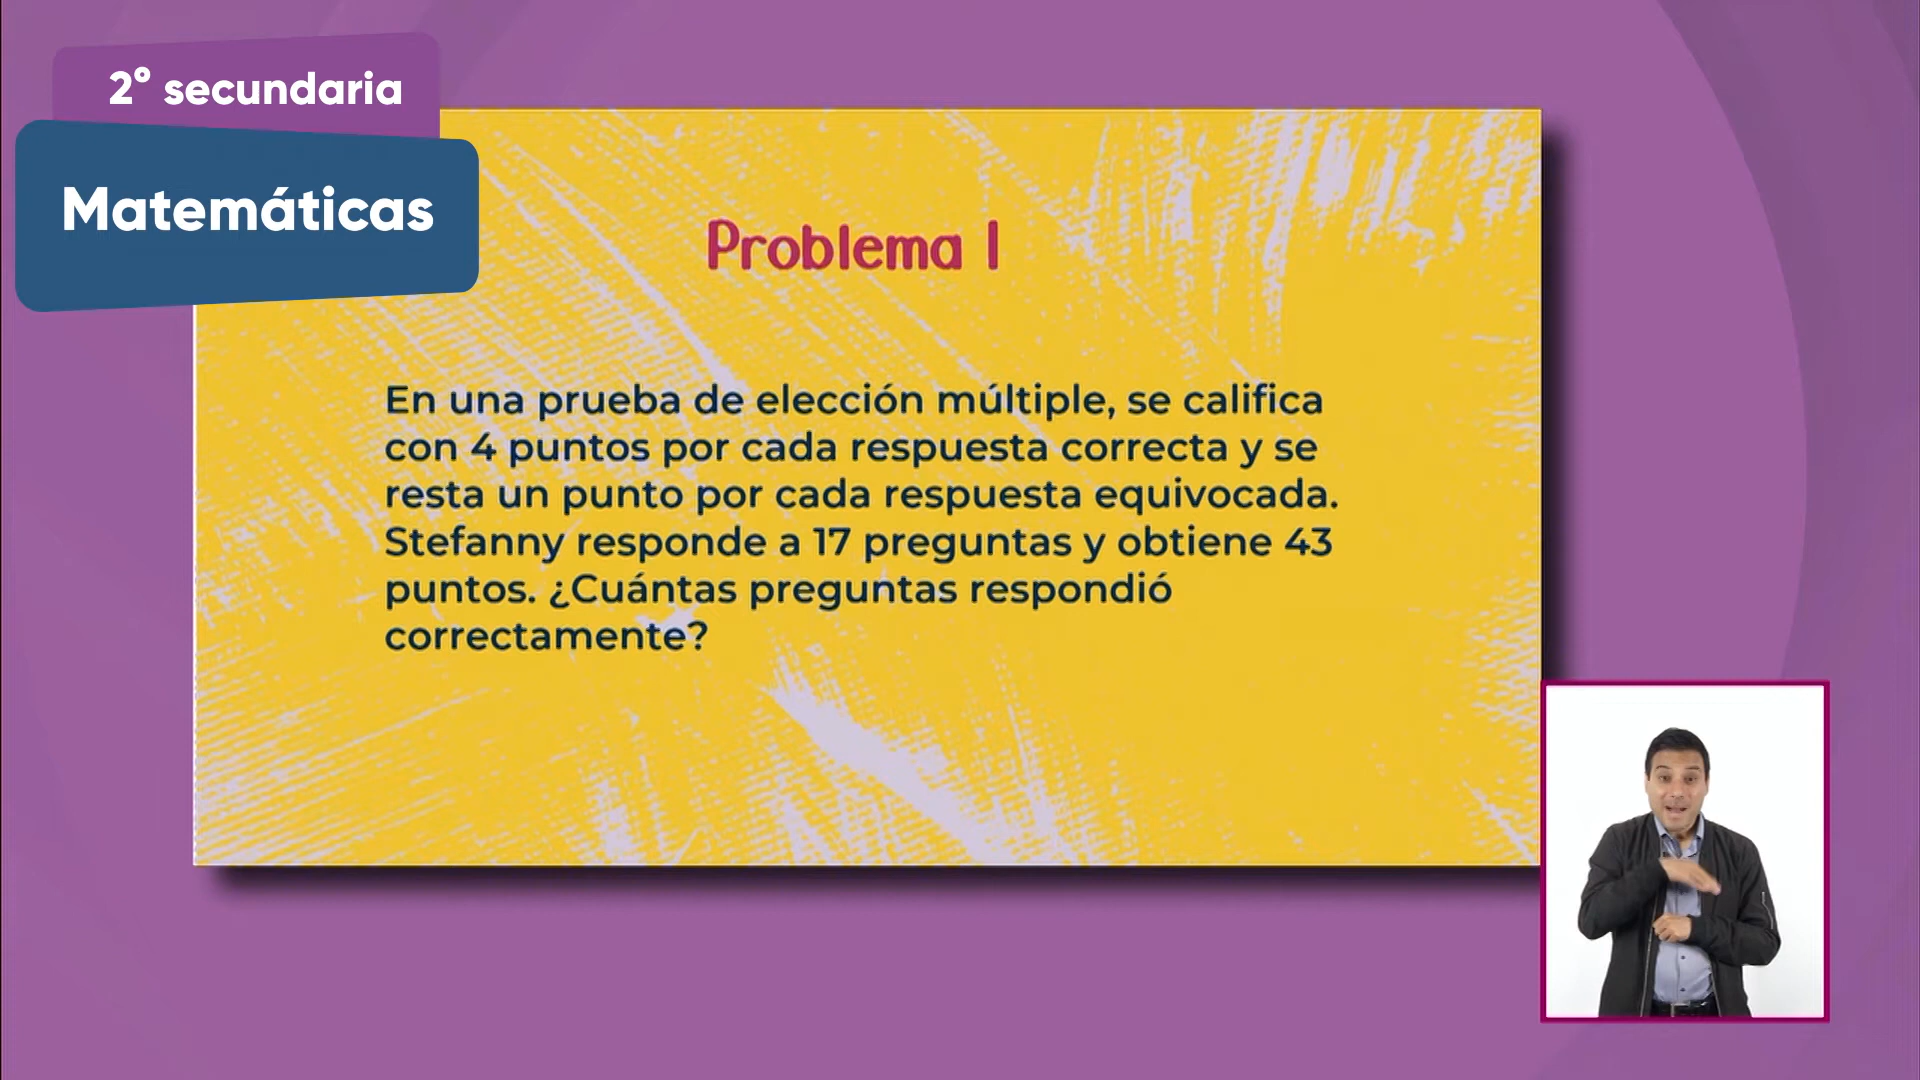 2° secundaria
Matemáticas
Problema 1
En una prueba de elección múltiple, se califica
con 4 puntos por cada respuesta correcta y se
resta un punto por cada respuesta equivocada.
Stefanny responde a 17 preguntas y obtiene 43
puntos. ¿Cuántas preguntas respondió
correctamente?